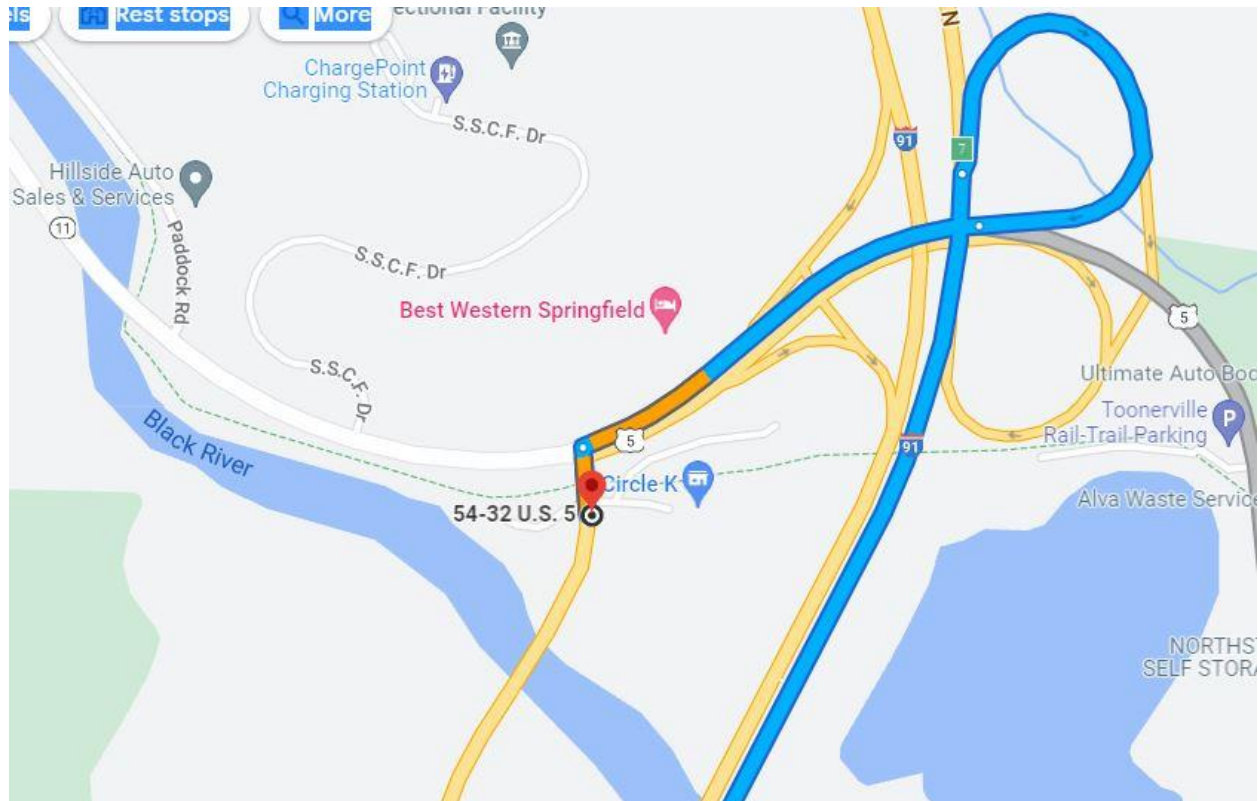 els
Rest stops
More
ectional Facility
N
ChargePoint
Charging Station
S.S.C.F. Dr
91
7
Hillside Auto
Sales & Services
11
Paddock Rd
S.S.C.F. Dr
Best Western Springfield
5
S.S.C.F. Dr
Ultimate Auto Bod
Toonerville
Rail-Trail-Parking
P
Black River
5
91
Circle K
54-32 U.S. 5
Alva Waste Service
NORTHS
SELF STORA